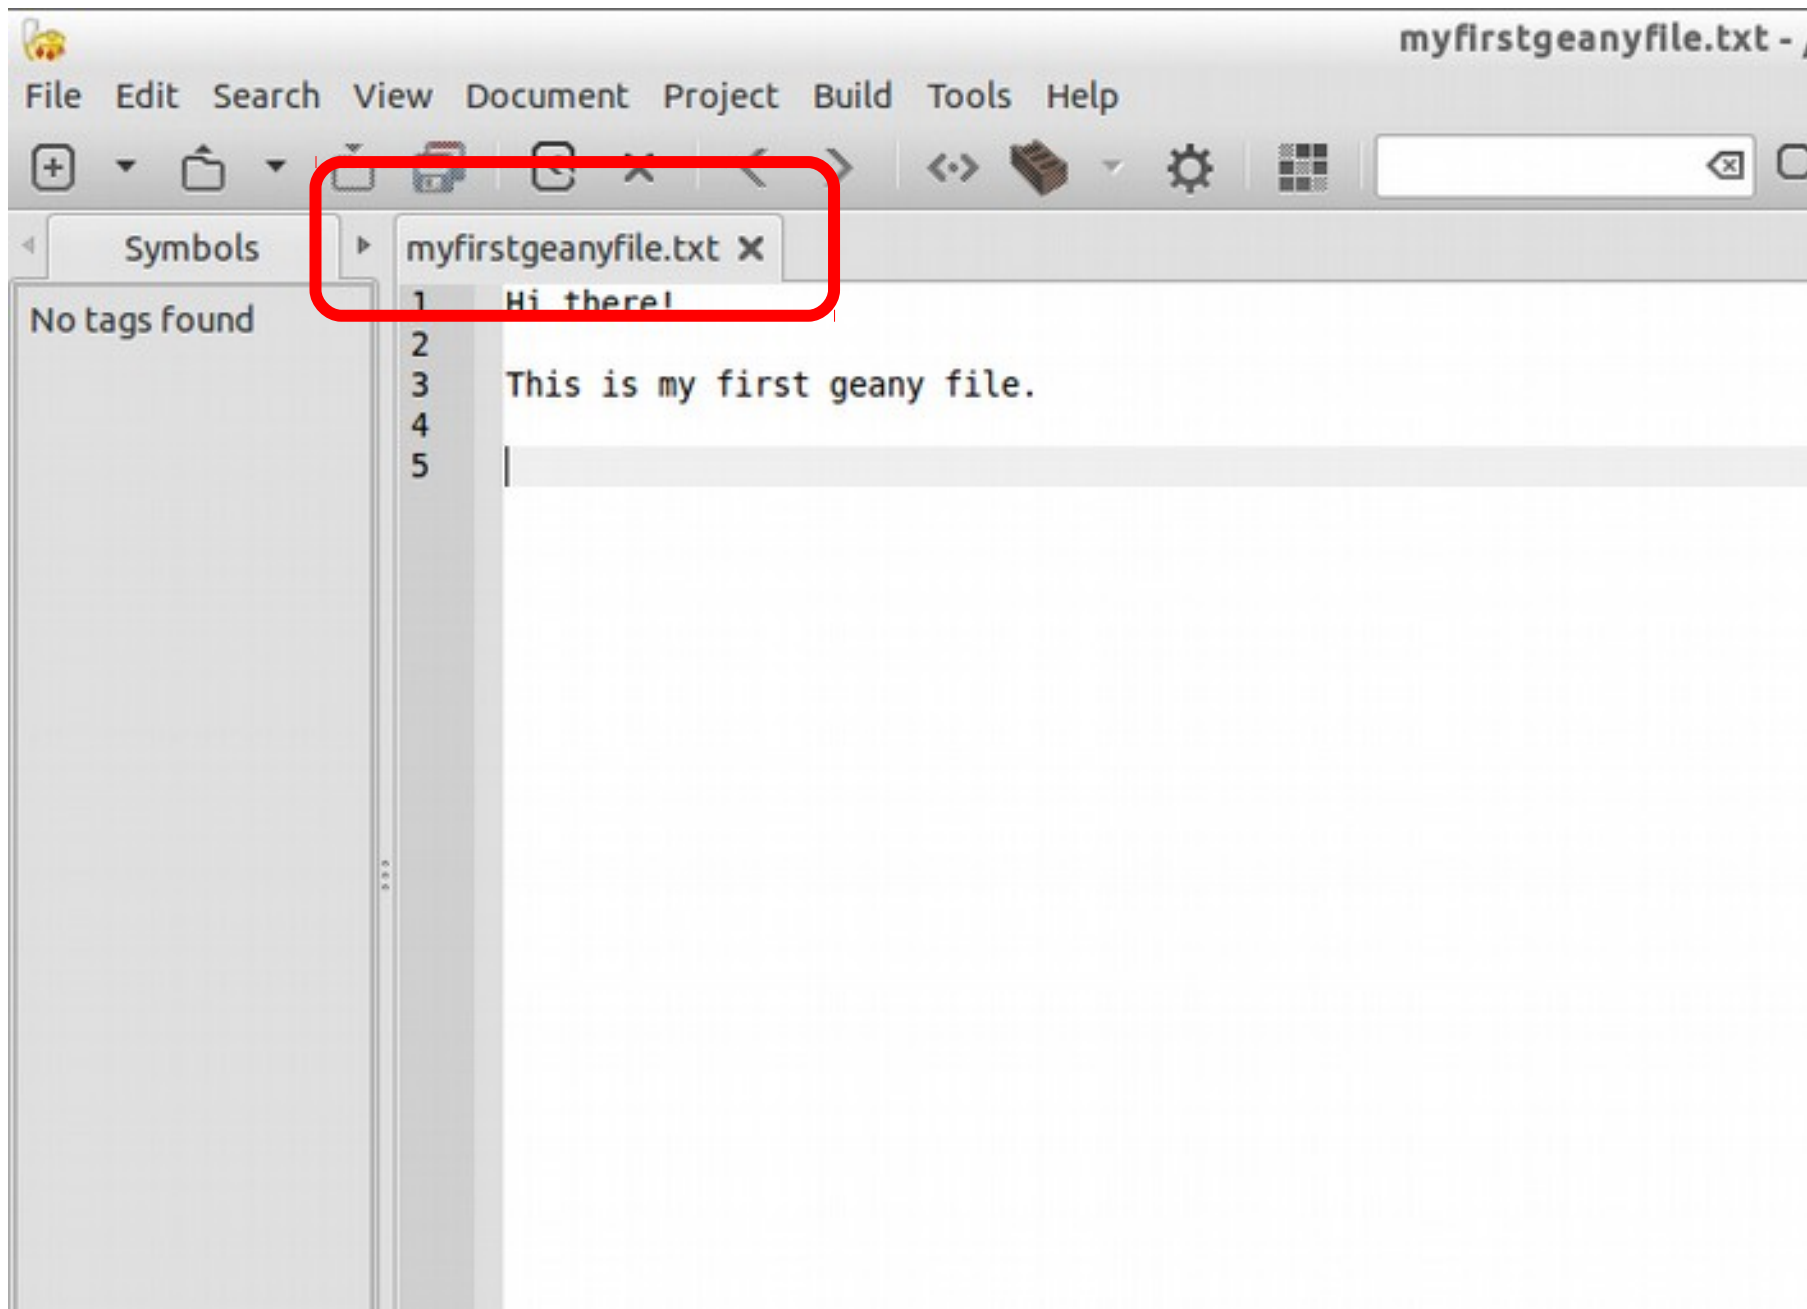 myfirstgeanyfile.txt -
File Edit Search View Document Project Build Tools Help
Symbols
myfirstgeanyfile.txt
No tags found
1 Hi there!
2
3 This is my first geany file.
4
5